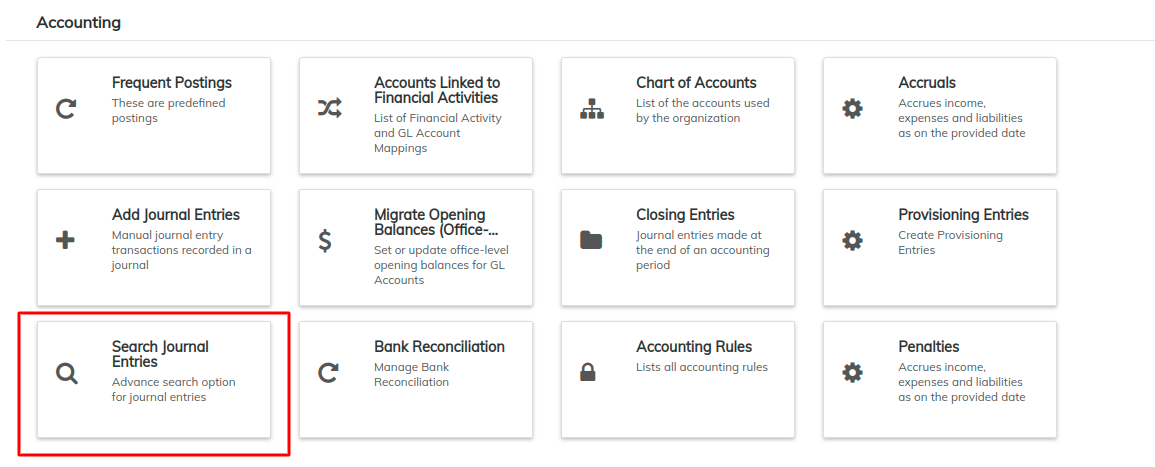 Accounting
Frequent Postings
These are predefined
postings
Accounts Linked to
Financial Activities
List of Financial Activity
and GL Account
Mappings
Chart of Accounts
List of the accounts used
by the organization
Accruals
Accrues income,
expenses and liabilities
as on the provided date
Add Journal Entries
Manual journal entry
transactions recorded in a
journal
Migrate Opening
Balances (Office-...
Set or update office-level
opening balances for GL
Accounts
Closing Entries
Journal entries made at
the end of an accounting
period
Provisioning Entries
Create Provisioning
Entries
Search Journal
Entries
Advance search option
for journal entries
Bank Reconciliation
Manage Bank
Reconciliation
Accounting Rules
Lists all accounting rules
Penalties
Accrues income,
expenses and liabilities
as on the provided date